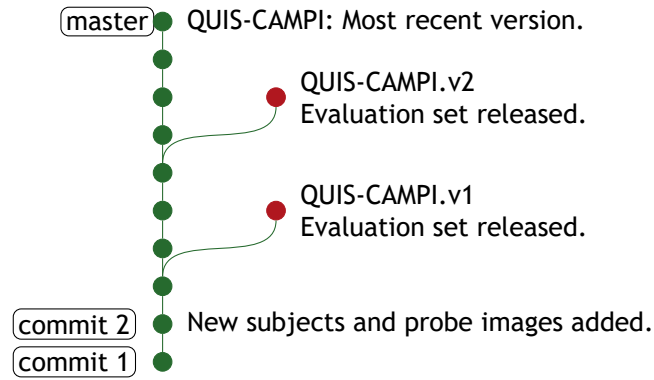 master QUIS-CAMPI: Most recent version.
QUIS-CAMPI.v2
Evaluation set released.
QUIS-CAMPI.v1
Evaluation set released.
commit 2 New subjects and probe images added.
commit 1